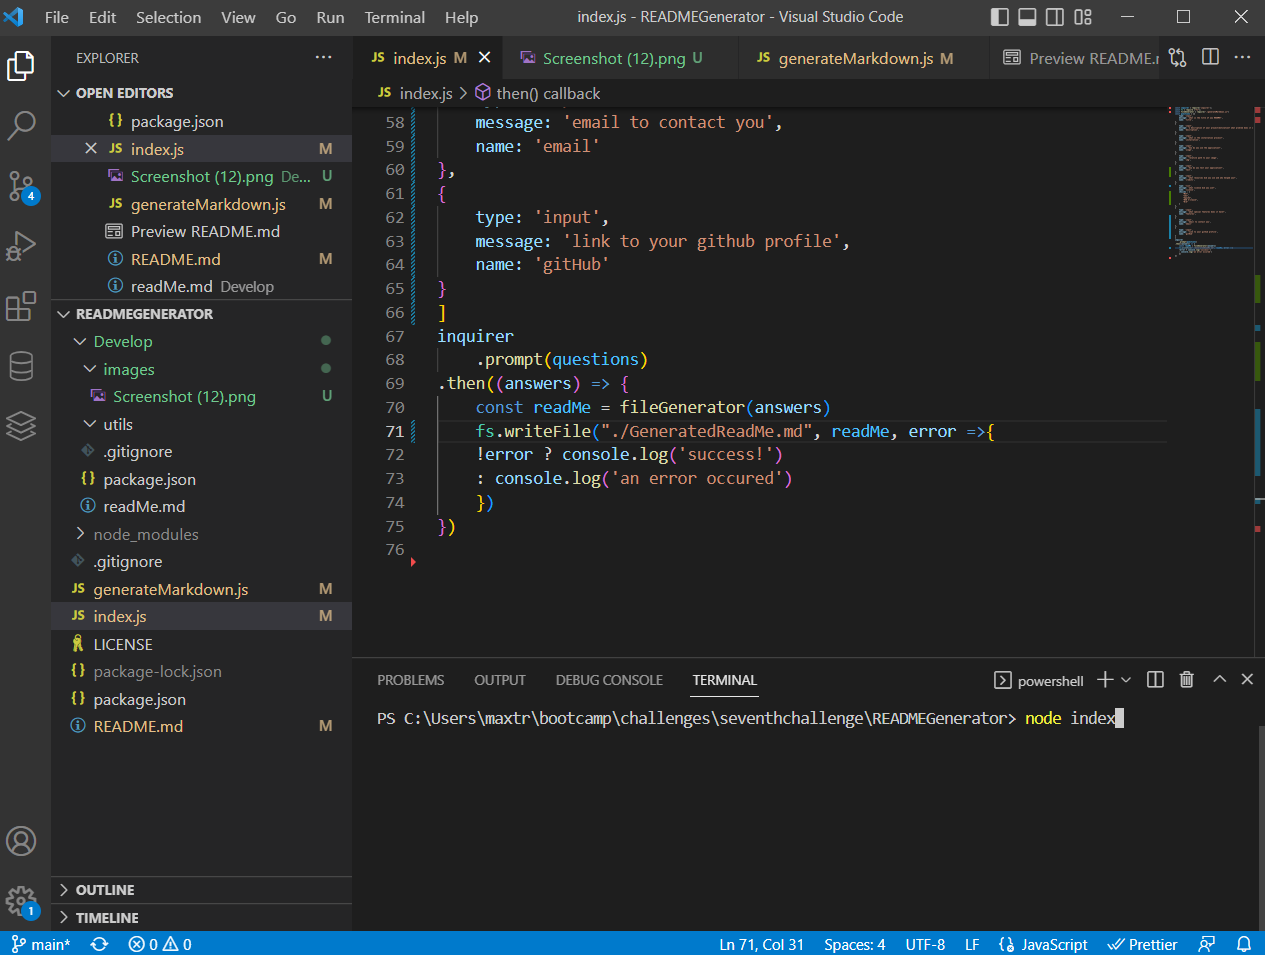 File Edit Selection View Go Run Terminal Help index.js - READMEGenerator - Visual Studio Code
EXPLORER
OPEN EDITORS
package.json
index.js M
Screenshot (12).png De... U
generateMarkdown.js M
Preview README.md
README.md M
readMe.md Develop
READMEGENERATOR
Develop
images
Screenshot (12).png U
utils
.gitignore
package.json
readMe.md
node_modules
.gitignore
generateMarkdown.js M
index.js M
LICENSE
package-lock.json
package.json
README.md M
OUTLINE
TIMELINE
4
1
JS index.js M Screenshot (12).png U JS generateMarkdown.js M Preview README.r
JS index.js > then() callback
58 message: 'email to contact you',
59 name: 'email'
60 },
61 {
62 type: 'input',
63 message: 'link to your github profile',
64 name: 'gitHub'
65 }
66 ]
67 inquirer
68 .prompt(questions)
69 .then((answers) => {
70 const readMe = fileGenerator(answers)
71 fs.writeFile("./GeneratedReadMe.md", readMe, error =>{
72 !error ? console.log('success!')
73 : console.log('an error occured')
74 })
75 })
76
PROBLEMS OUTPUT DEBUG CONSOLE TERMINAL powershell
PS C:\Users\maxtr\bootcamp\challenges\seventhchallenge\READMEGenerator> node index
main* 0 0 Ln 71, Col 31 Spaces: 4 UTF-8 LF JavaScript Prettier